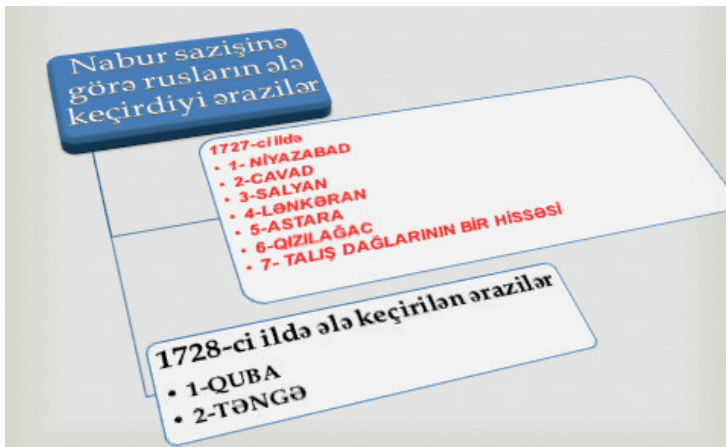 Nabur sazişinə
görə rusların ələ
keçirdiyi ərazilər
1727-ci ildə
• 1- NİYAZABAD
• 2-CAVAD
• 3-SALYAN
• 4-LƏNKƏRAN
• 5-ASTARA
• 6-QIZILAĞAC
• 7- TALIŞ DAĞLARININ BİR HİSSƏSİ
1728-ci ildə ələ keçirilən ərazilər
• 1-QUBA
• 2-TƏNGƏ